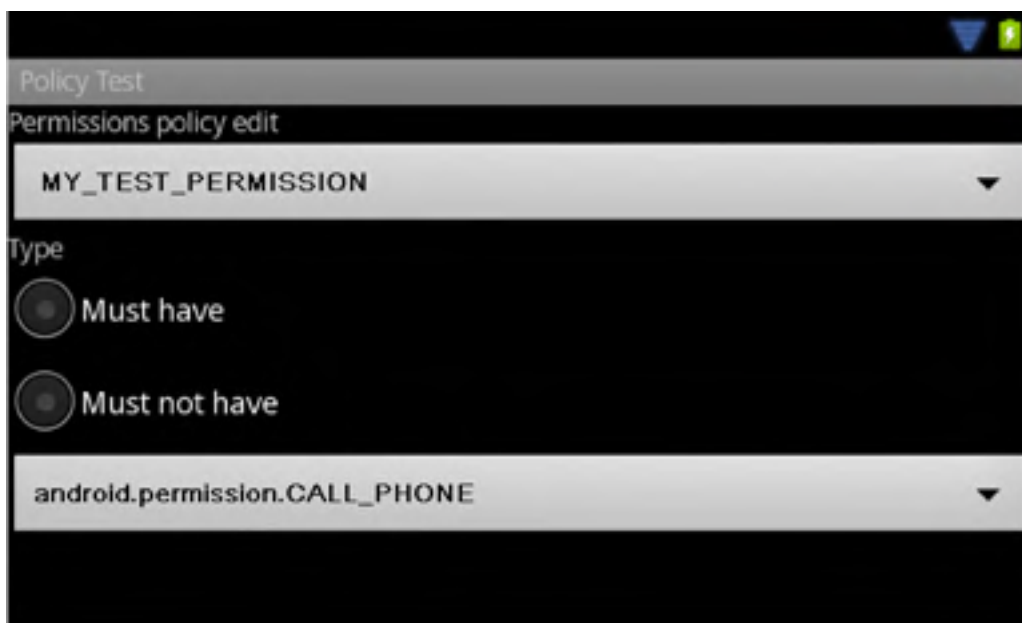 Policy Test
Permissions policy edit
MY_TEST_PERMISSION
Type
Must have
Must not have
android.permission.CALL_PHONE